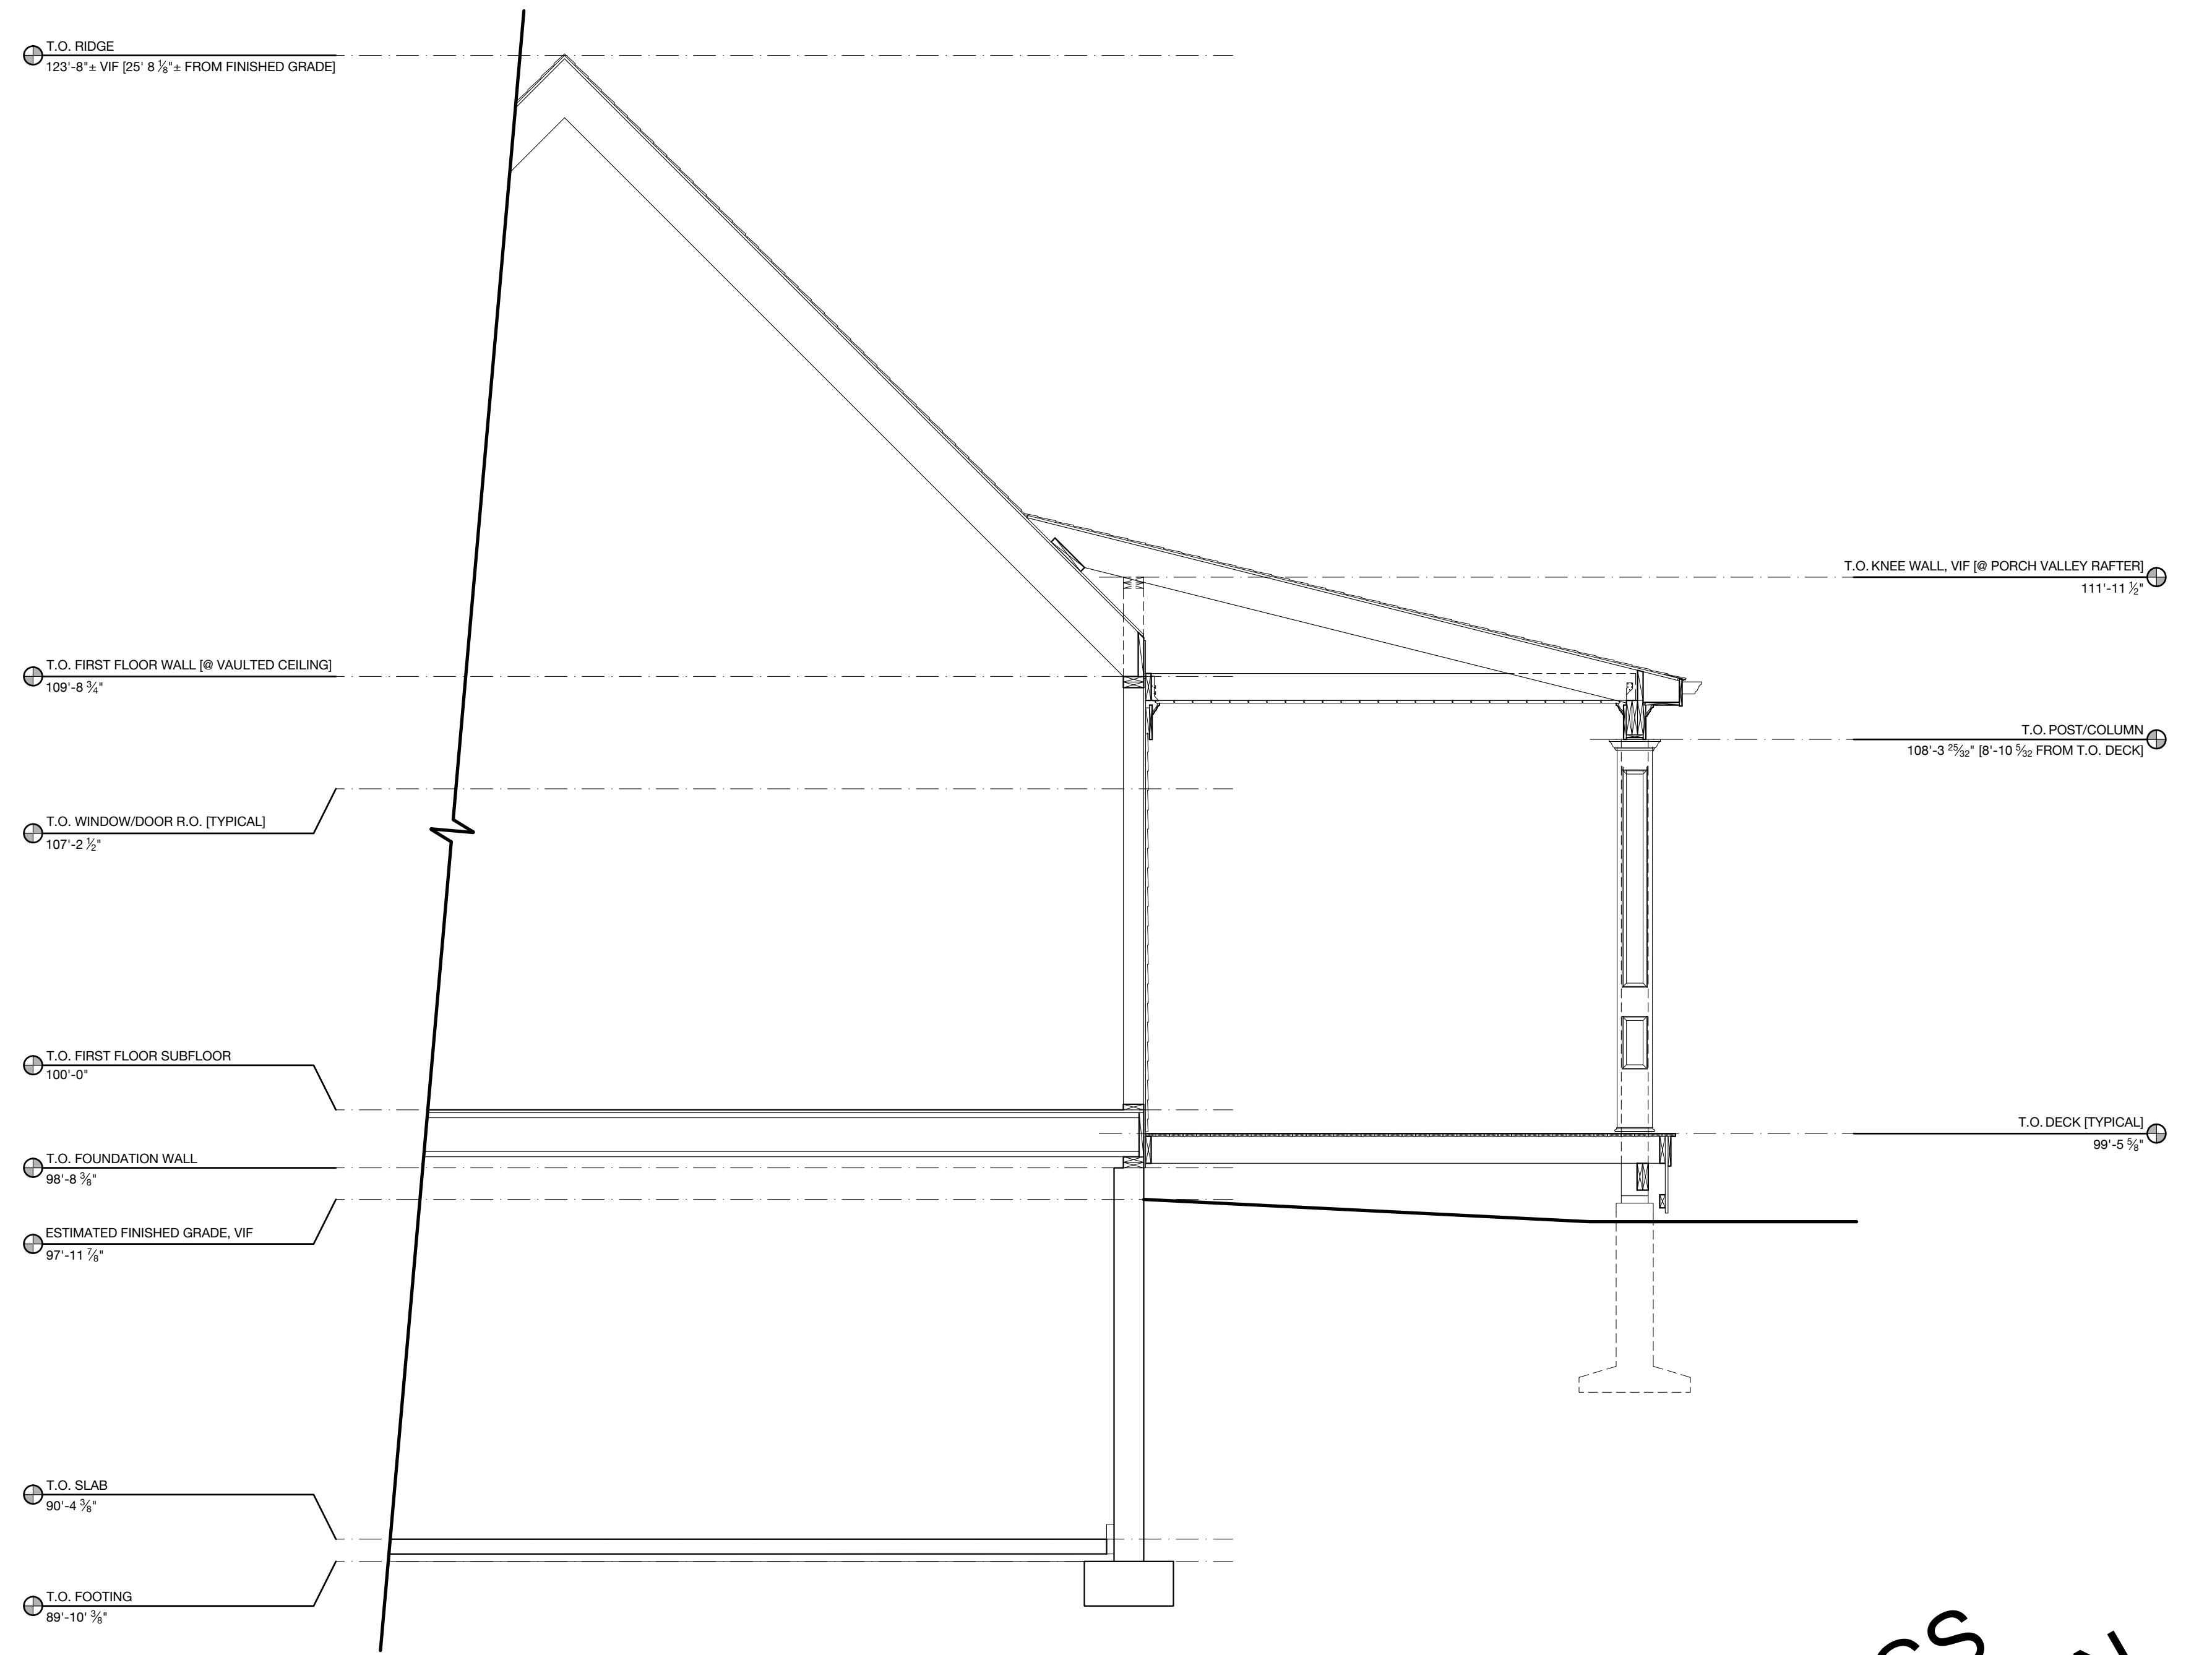 T.O. RIDGE
123'-8"± VIF [25' 8 ⅛"± FROM FINISHED GRADE]
T.O. KNEE WALL, VIF [@ PORCH VALLEY RAFTER]
111'-11 ½"
T.O. FIRST FLOOR WALL [@ VAULTED CEILING]
109'-8 ¾"
T.O. POST/COLUMN
108'-3 25⁄32" [8'-10 5⁄32 FROM T.O. DECK]
T.O. WINDOW/DOOR R.O. [TYPICAL]
107'-2 ½"
T.O. FIRST FLOOR SUBFLOOR
100'-0"
T.O. DECK [TYPICAL]
99'-5 ⅝"
T.O. FOUNDATION WALL
98'-8 ⅜"
ESTIMATED FINISHED GRADE, VIF
97'-11 ⅞"
T.O. SLAB
90'-4 ⅜"
T.O. FOOTING
89'-10' ⅜"